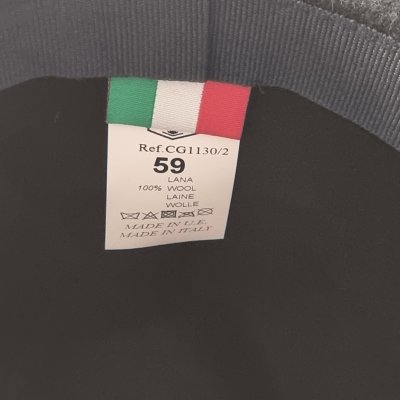 Ref.CG1130/2
59
LANA
100% WOOL
LAINE
WOLLE
MADE IN U.E.
MADE IN ITALY